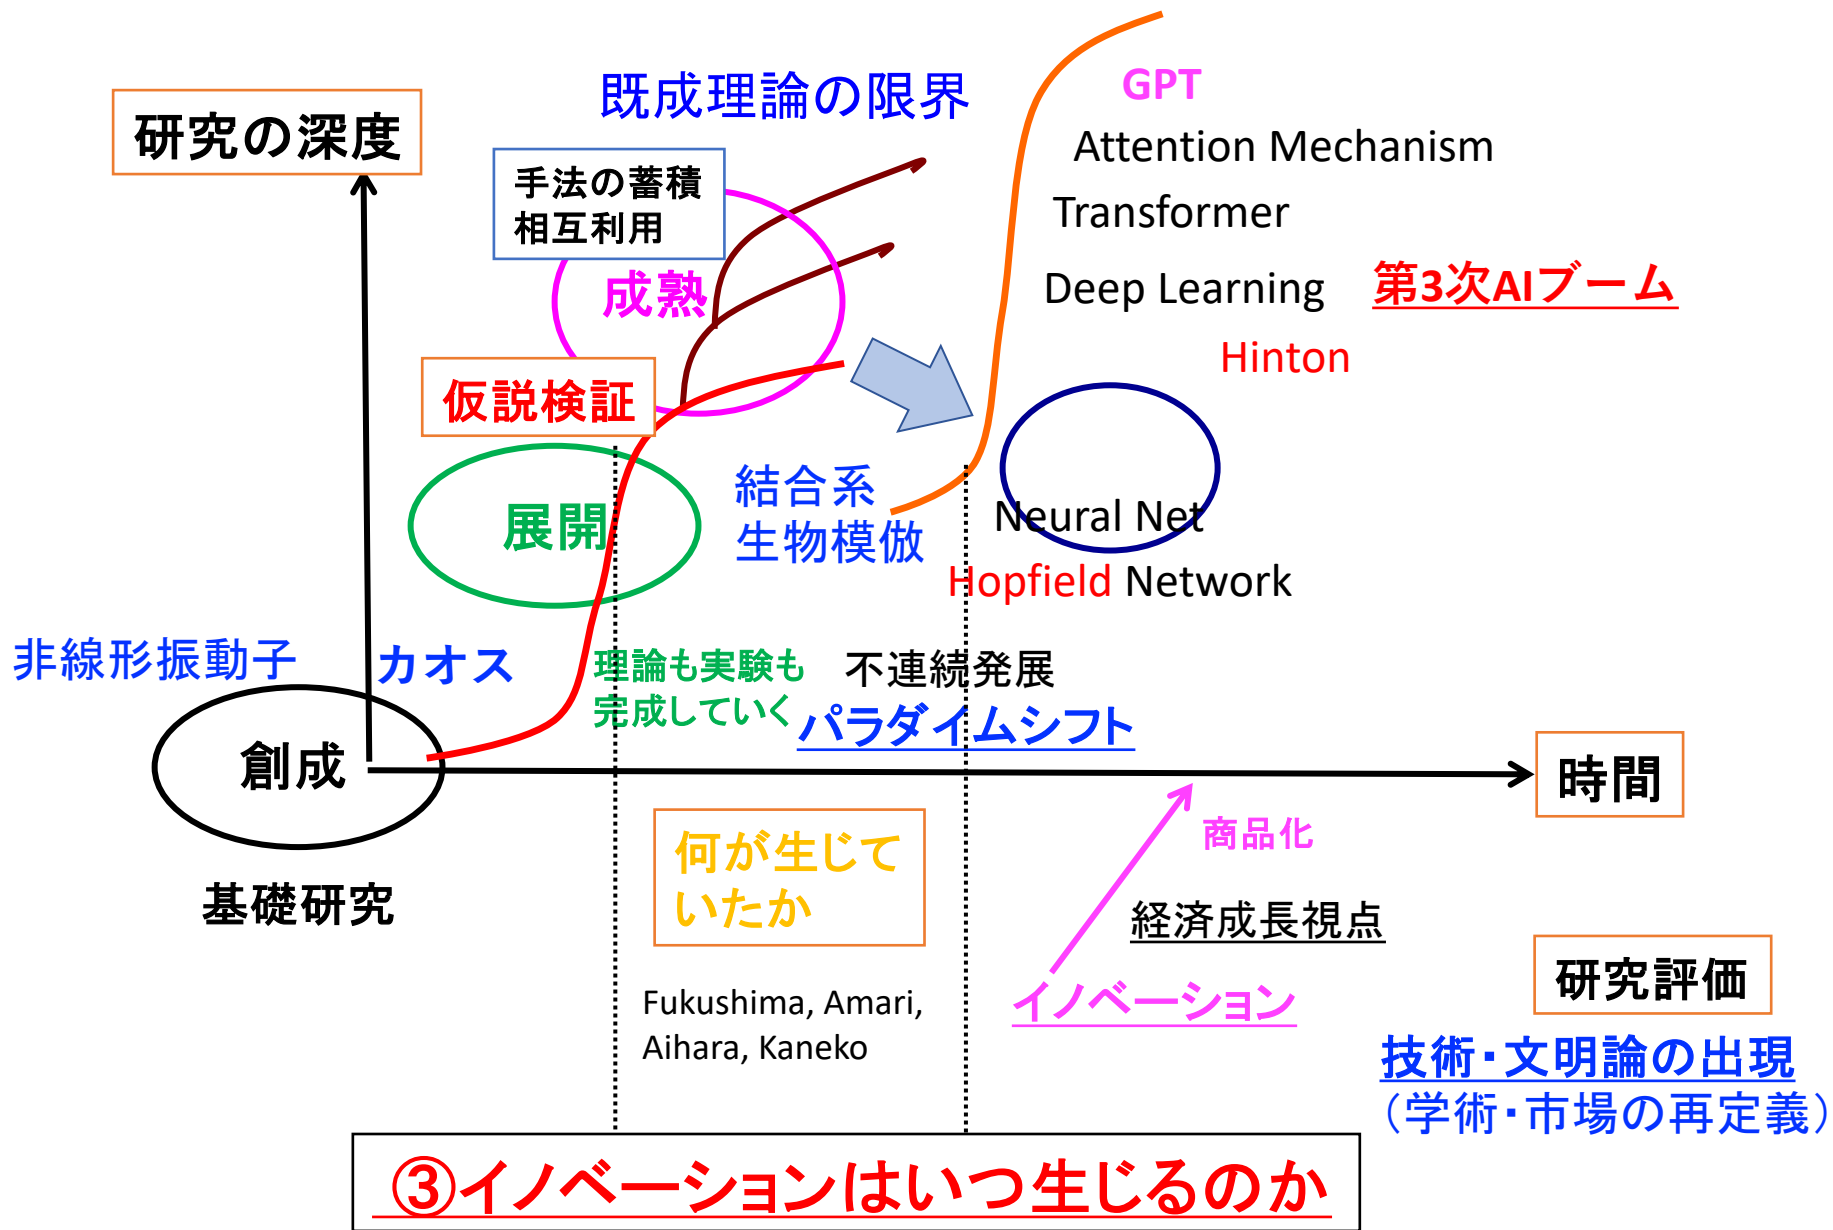 既成理論の限界
GPT
研究の深度
Attention Mechanism
手法の蓄積
相互利用
Transformer
成熟
Deep Learning
第3次AIブーム
Hinton
仮説検証
展開
結合系
生物模倣
Neural Net
Hopfield Network
非線形振動子
カオス
理論も実験も
完成していく
不連続発展
パラダイムシフト
創成
時間
基礎研究
何が生じて
いたか
商品化
経済成長視点
Fukushima, Amari,
Aihara, Kaneko
イノベーション
研究評価
技術・文明論の出現
（学術・市場の再定義）
③イノベーションはいつ生じるのか